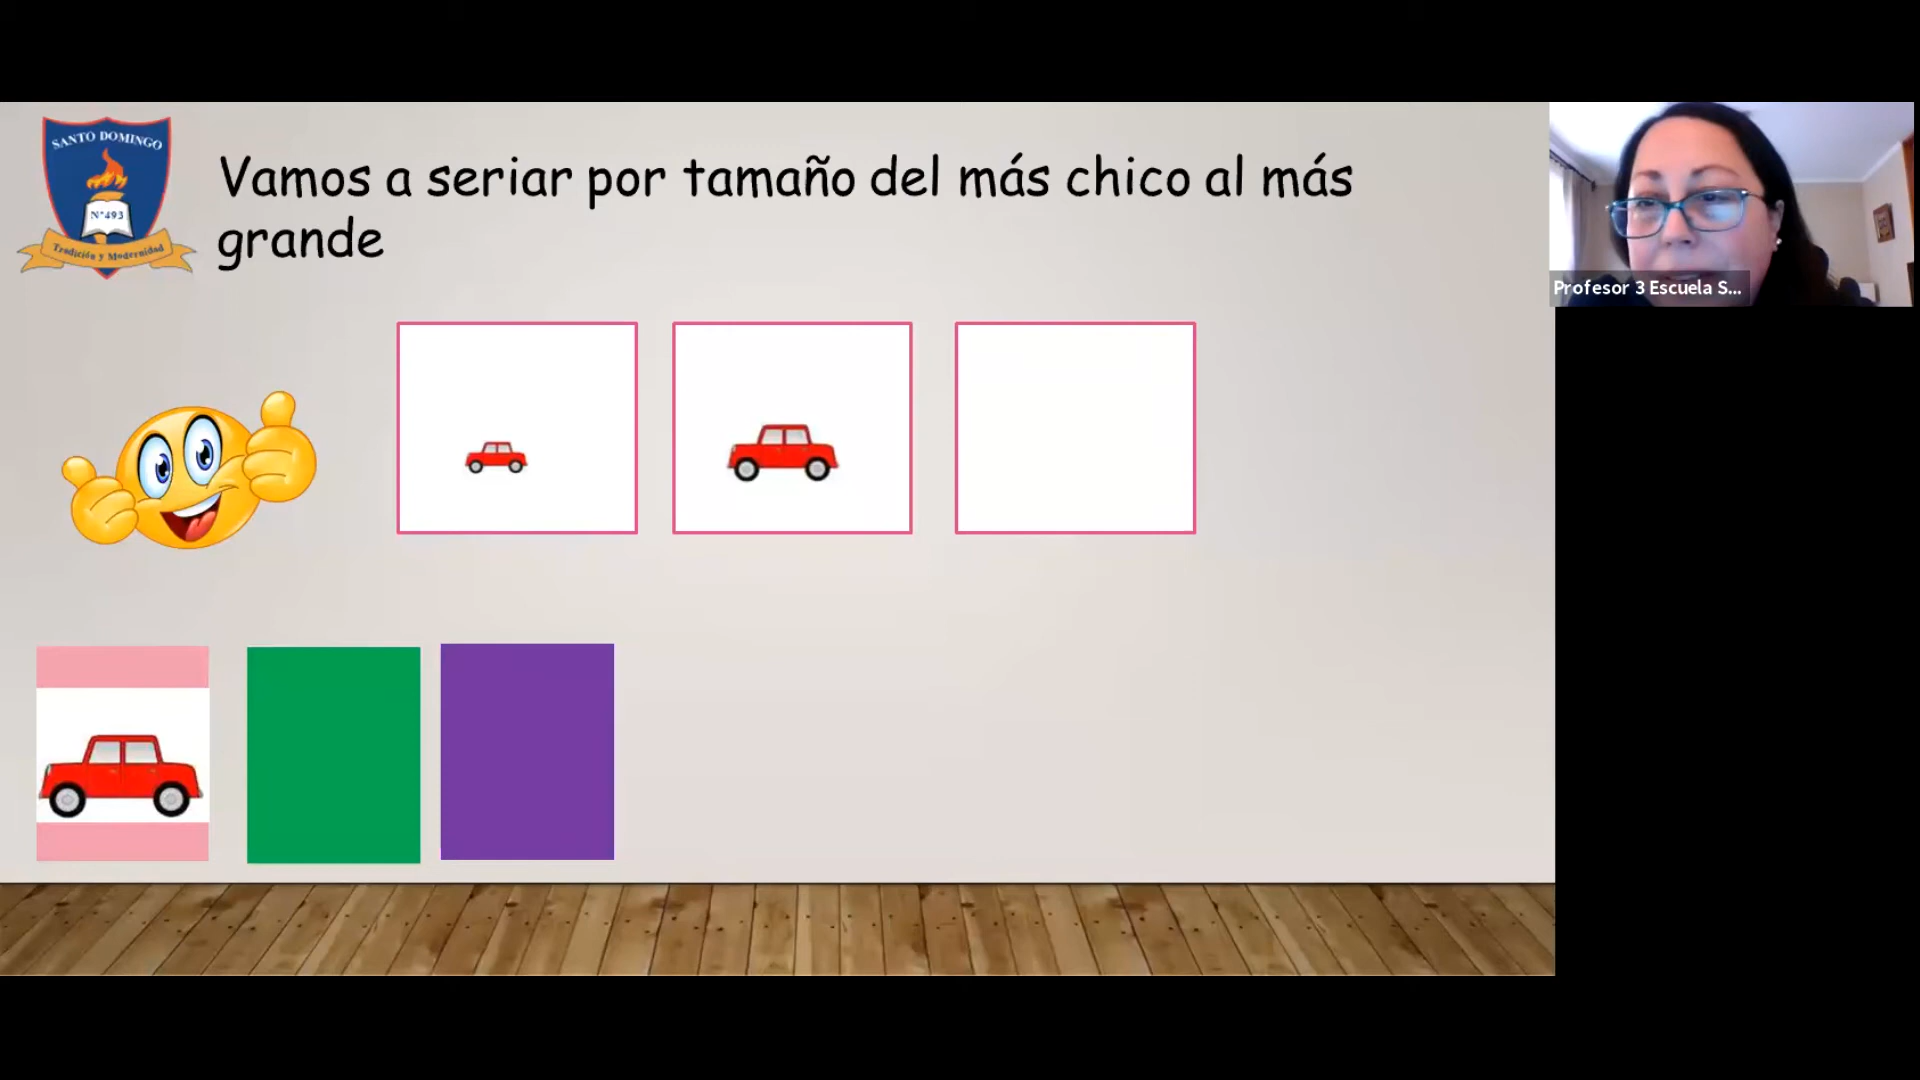 SANTO DOMINGO
N°493
Tradición y Modernidad
Vamos a seriar por tamaño del más chico al más
grande
Profesor 3 Escuela S...